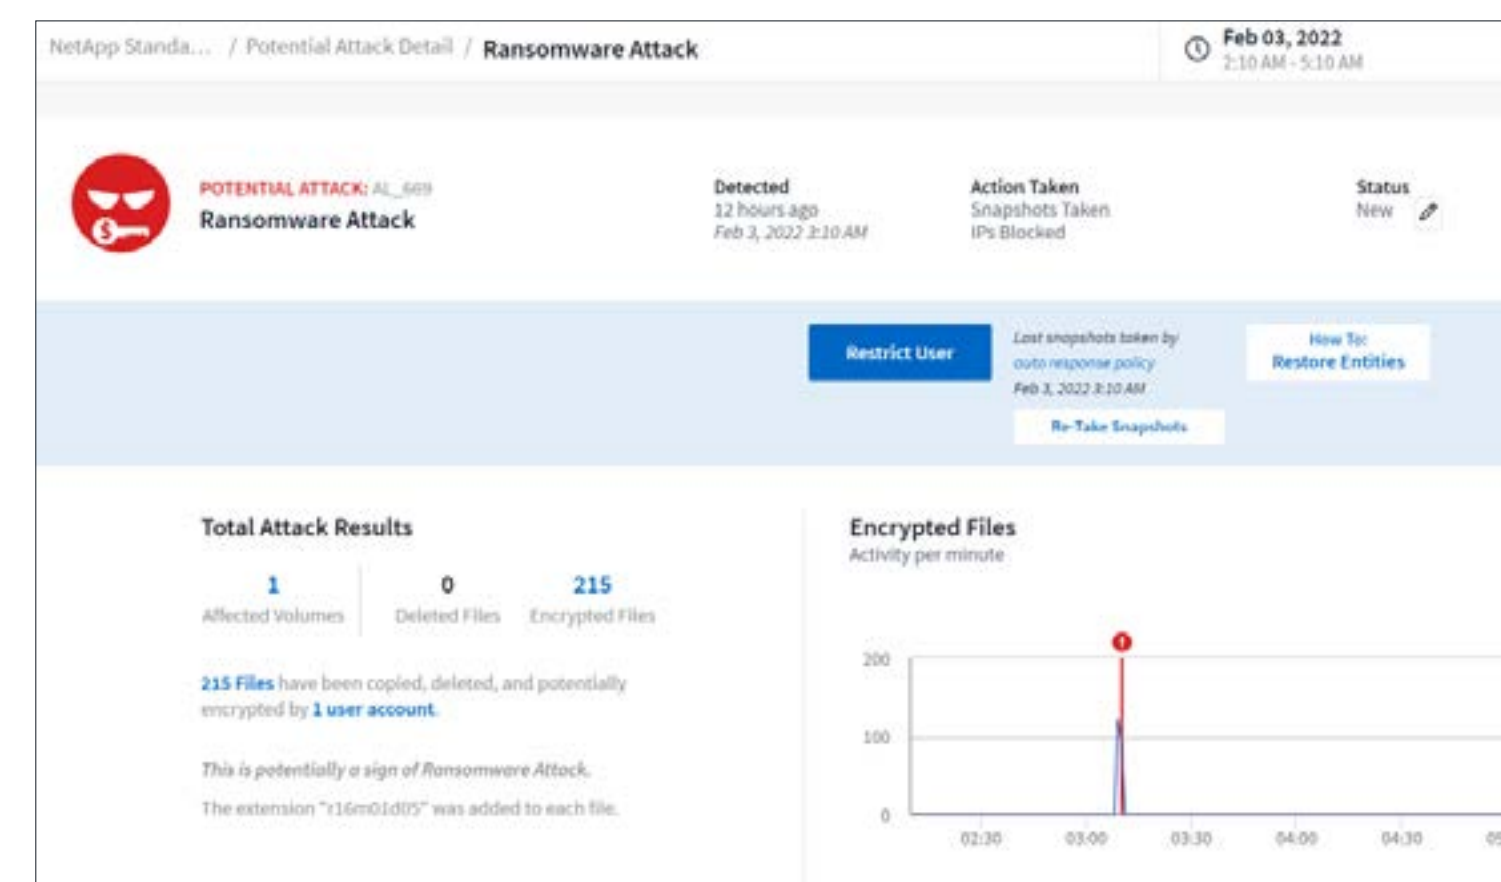 NetApp Standa... / Potential Attack Detail / Ransomware Attack
Feb 03, 2022
2:10 AM - 5:10 AM
POTENTIAL ATTACK: AL_669
Ransomware Attack
Detected
12 hours ago
Feb 3, 2022 3:10 AM
Action Taken
Snapshots Taken
IPs Blocked
Status
New
Restrict User
Last snapshots taken by
auto response policy
Feb 3, 2022 3:10 AM
Re-Take Snapshots
How To:
Restore Entities
Total Attack Results
1
Affected Volumes
0
Deleted Files
215
Encrypted Files
215 Files have been copied, deleted, and potentially
encrypted by 1 user account.
This is potentially a sign of Ransomware Attack.
The extension "r16m01d05" was added to each file.
Encrypted Files
Activity per minute
200
100
0
02:30 03:00 03:30 04:00 04:30